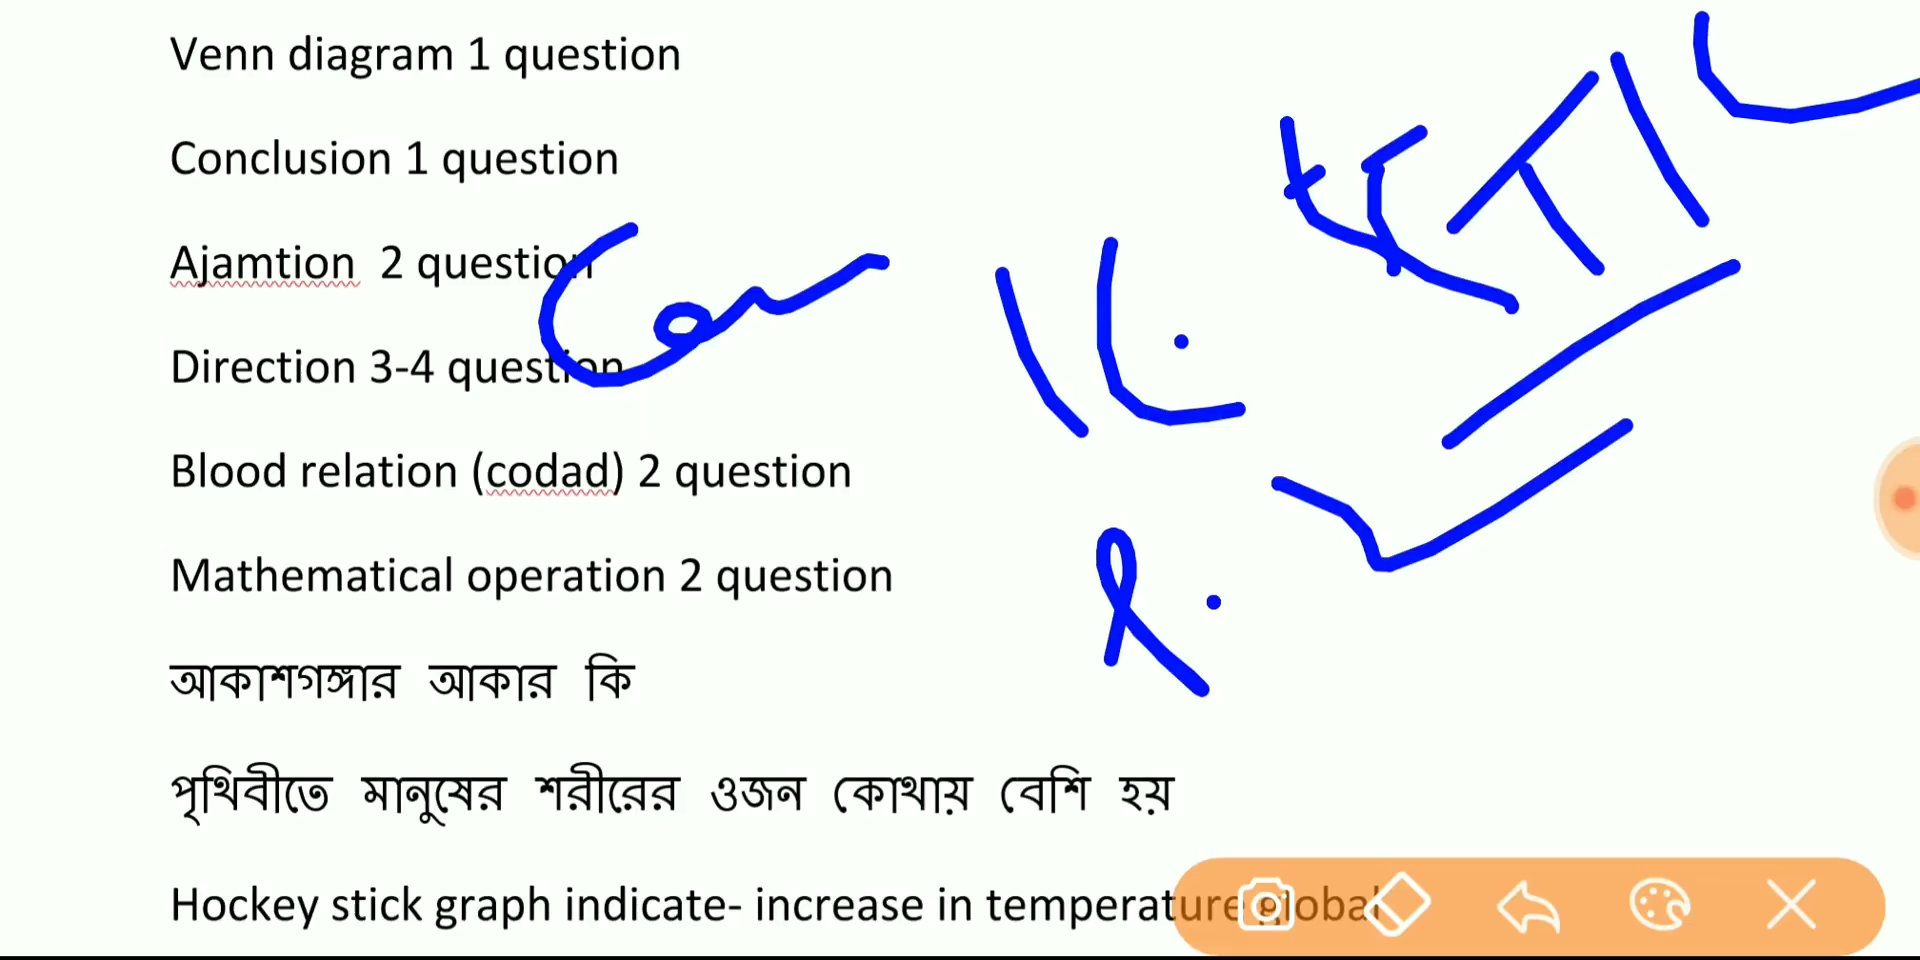 Venn diagram 1 question
Conclusion 1 question
Ajamtion 2 question
Direction 3-4 question
Blood relation (codad) 2 question
Mathematical operation 2 question
আকাশগঙ্গার আকার কি
পৃথিবীতে মানুষের শরীরের ওজন কোথায় বেশি হয়
Hockey stick graph indicate- increase in temperature global